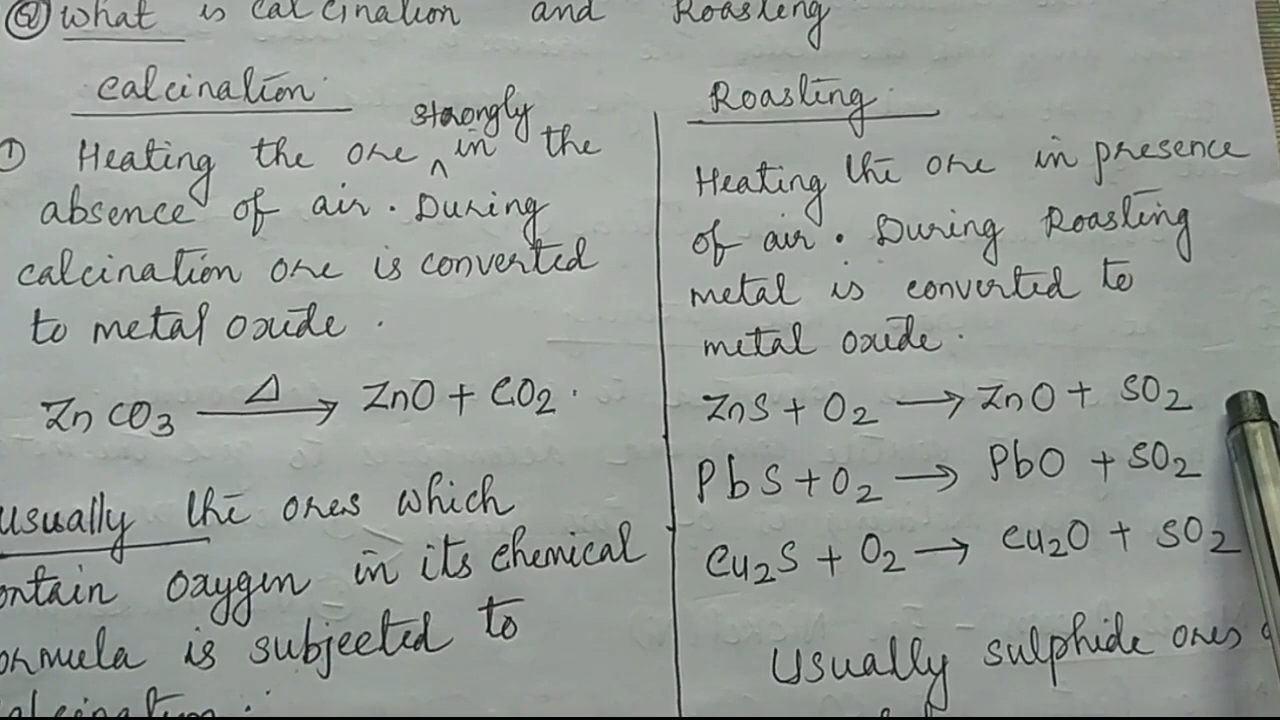 Q What is calcination and Roasting
calcination
① Heating the ore strongly in the
absence of air. During
calcination ore is converted
to metal oxide.
ZnCO3 —Δ→ ZnO + CO2.
usually the ores which
contain oxygen in its chemical
formula is subjected to
calcination.
Roasting
Heating the ore in presence
of air. During Roasting
metal is converted to
metal oxide.
ZnS + O2 → ZnO + SO2
PbS + O2 → PbO + SO2
Cu2S + O2 → Cu2O + SO2
Usually sulphide ores